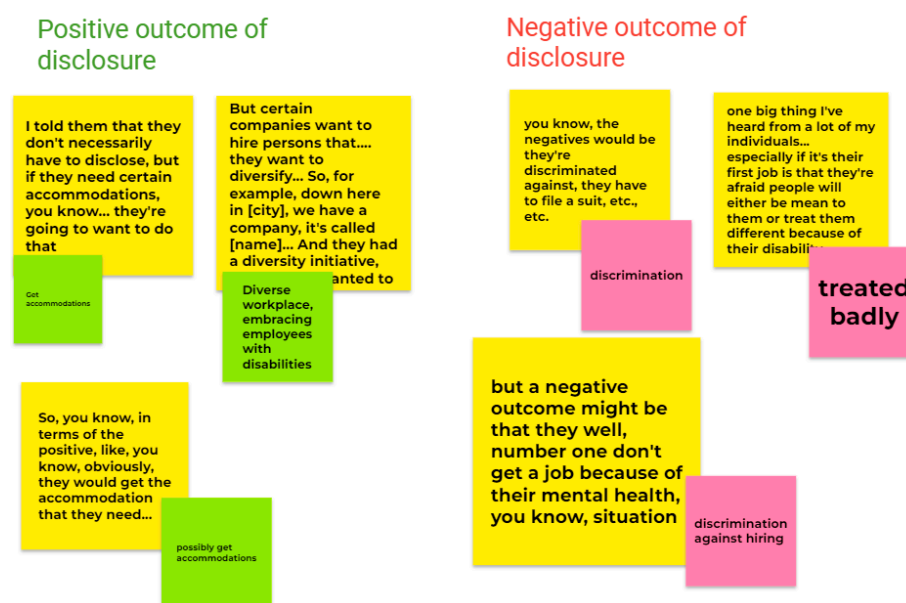 Positive outcome of
disclosure
I told them that they
don't necessarily
have to disclose, but
if they need certain
accommodations,
you know... they're
going to want to do
that
Get
accommodations
But certain
companies want to
hire persons that....
they want to
diversify... So, for
example, down here
in [city], we have a
company, it's called
[name]... And they had
a diversity initiative,
anted to
Diverse
workplace,
embracing
employees
with
disabilities
So, you know, in
terms of the
positive, like, you
know, obviously,
they would get the
accommodation
that they need...
possibly get
accommodations
Negative outcome of
disclosure
you know, the
negatives would be
they're
discriminated
against, they have
to file a suit, etc.,
etc.
discrimination
one big thing I've
heard from a lot of my
individuals...
especially if it's their
first job is that they're
afraid people will
either be mean to
them or treat them
different because of
their disability
treated
badly
but a negative
outcome might be
that they well,
number one don't
get a job because of
their mental health,
you know, situation
discrimination
against hiring